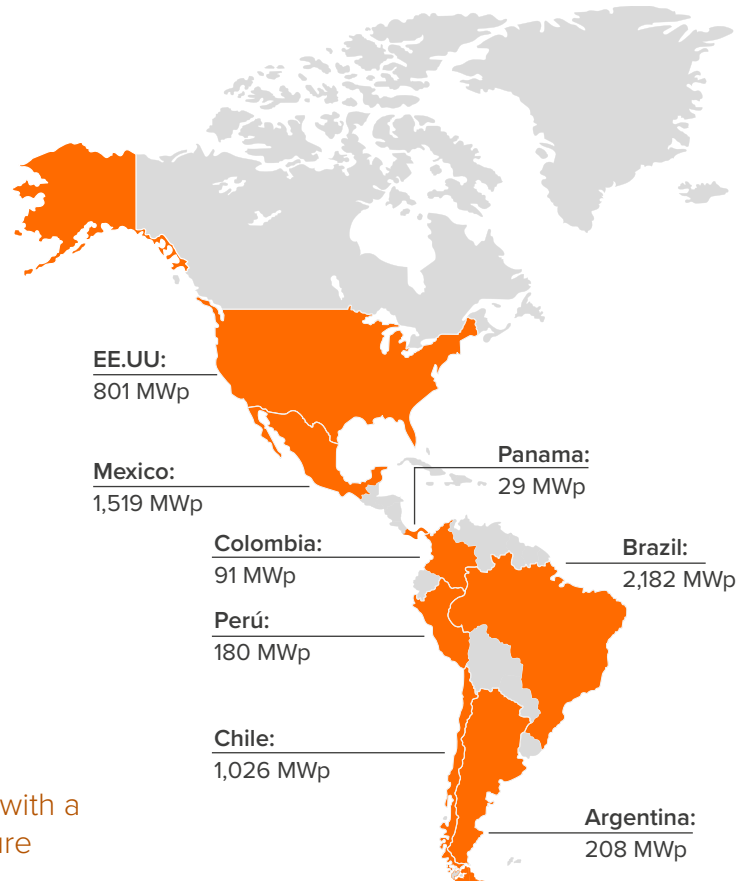 EE.UU:
801 MWp
Mexico:
1,519 MWp
Panama:
29 MWp
Colombia:
91 MWp
Brazil:
2,182 MWp
Perú:
180 MWp
Chile:
1,026 MWp
with a
Argentina:
208 MWp